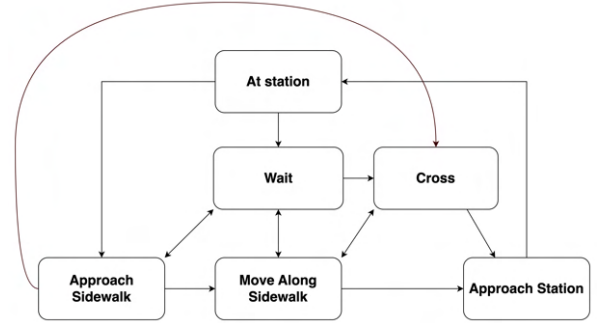 At station
Wait
Cross
Approach
Sidewalk
Move Along
Sidewalk
Approach Station